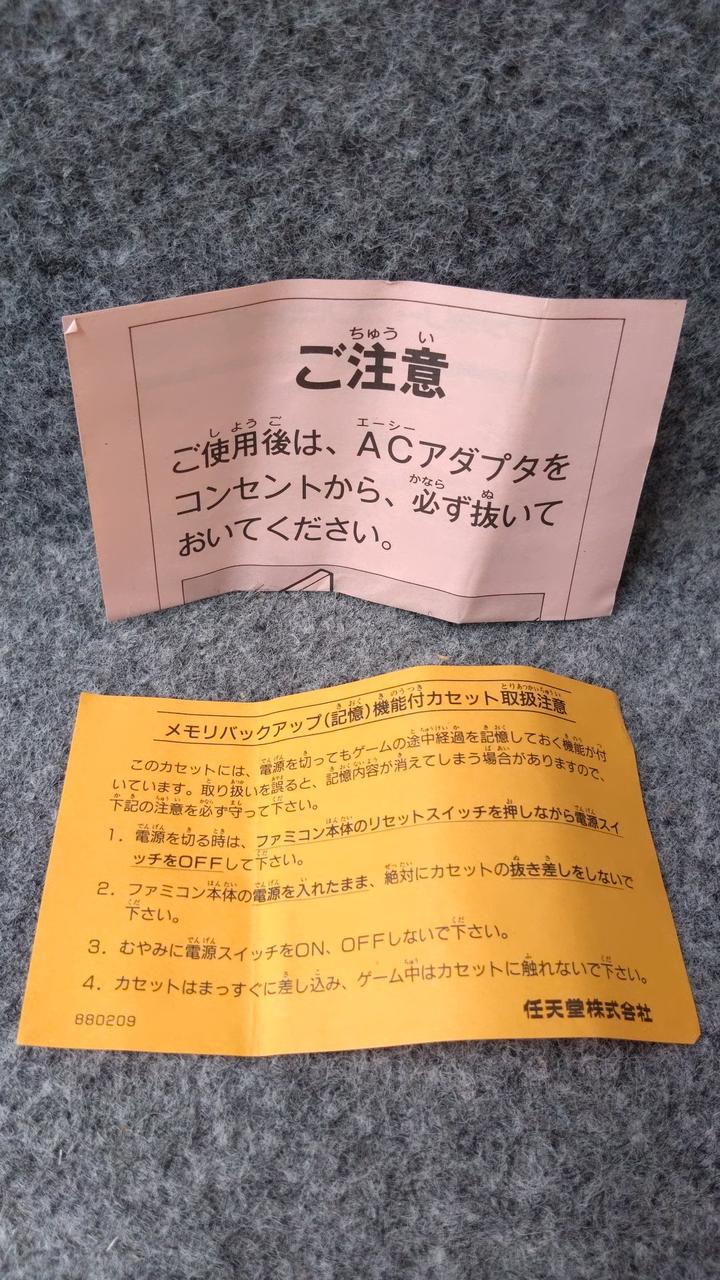 ご注意
ご使用後は、ACアダプタを
コンセントから、必ず抜いて
おいてください。
メモリバックアップ(記憶)機能付カセット取扱注意
このカセットには、電源を切ってもゲームの途中経過を記憶しておく機能が付
いています。取り扱いを誤ると、記憶内容が消えてしまう場合がありますので、
下記の注意を必ず守って下さい。
1. 電源を切る時は、ファミコン本体のリセットスイッチを押しながら電源スイ
ッチをOFFして下さい。
2. ファミコン本体の電源を入れたまま、絶対にカセットの抜き差しをしないで
下さい。
3. むやみに電源スイッチをON、OFFしないで下さい。
4. カセットはまっすぐに差し込み、ゲーム中はカセットに触れないで下さい。
880209
任天堂株式会社